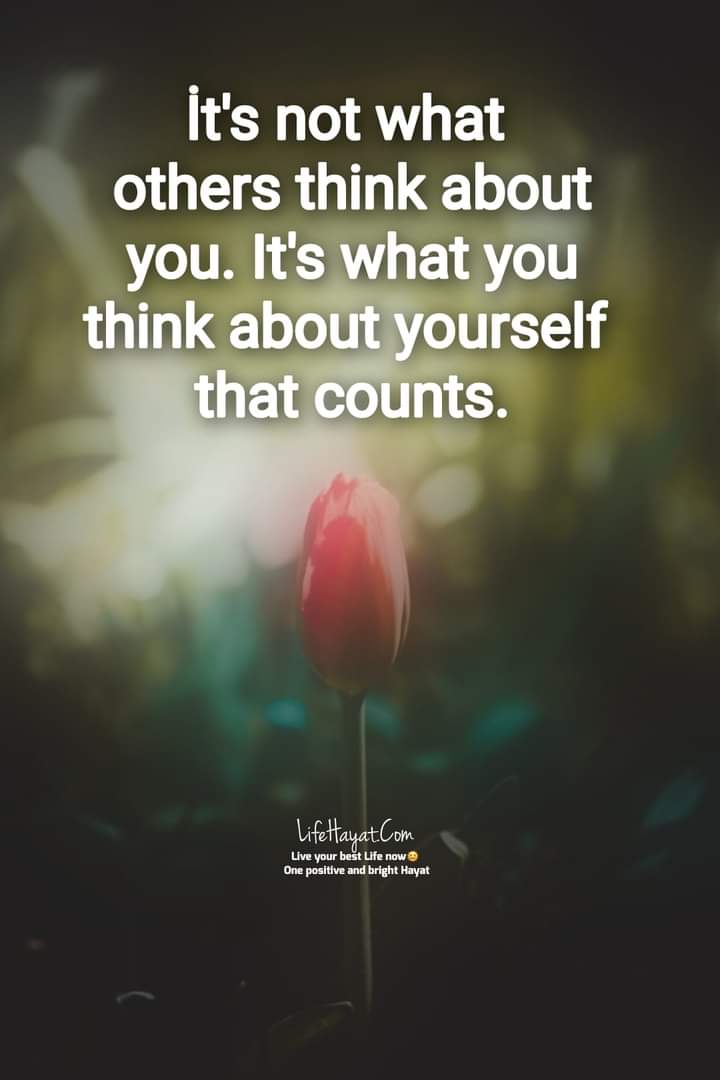 İt's not what
others think about
you. It's what you
think about yourself
that counts.
LifeHayat.Com
Live your best Life now😊
One positive and bright Hayat